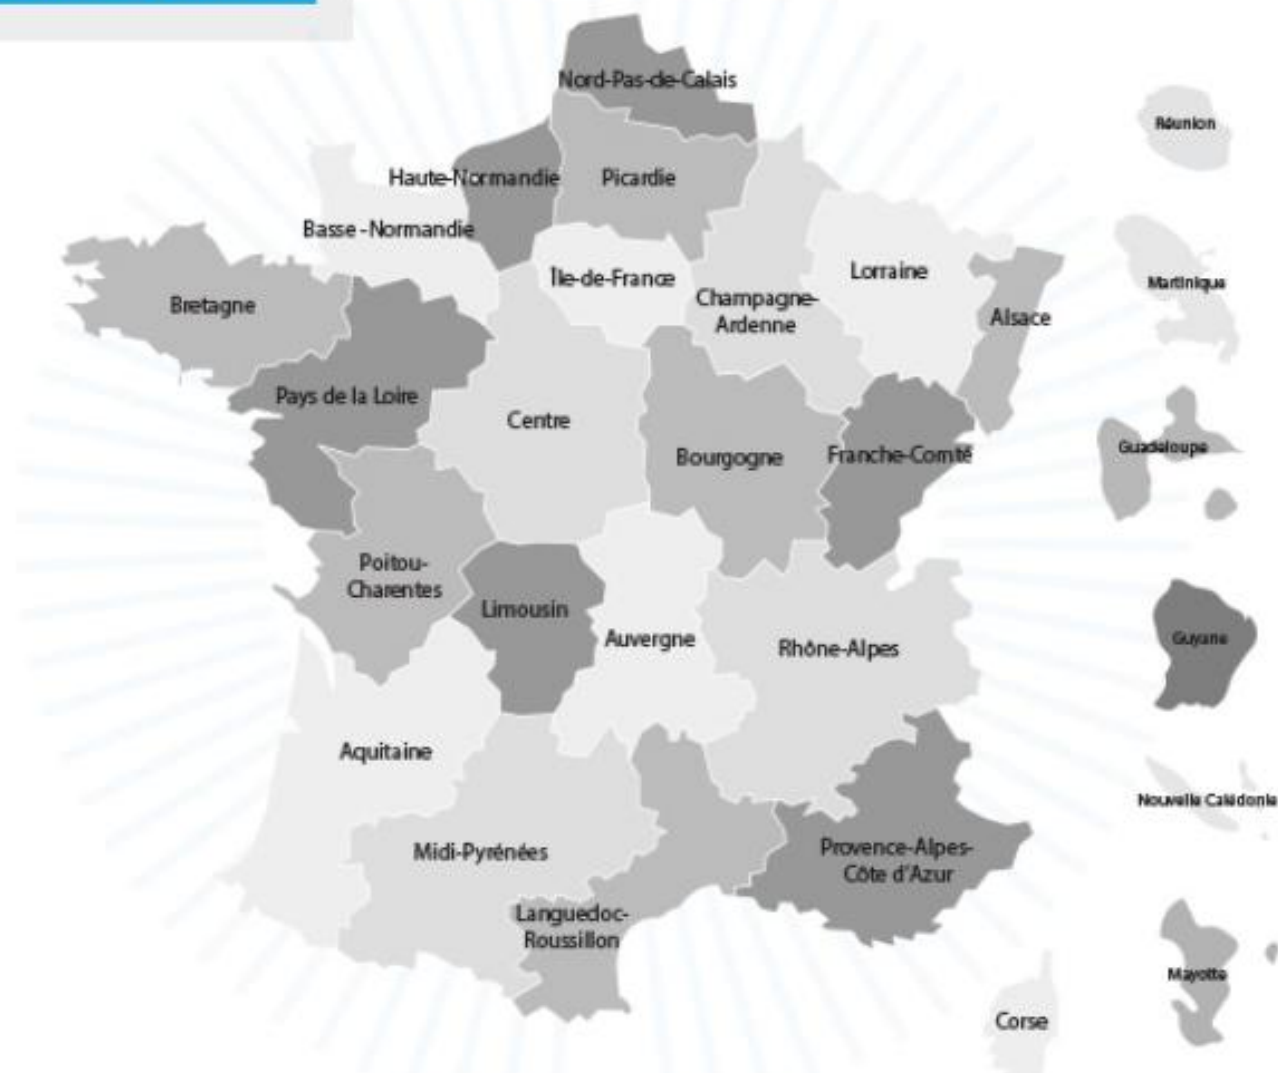 Nord-Pas-de-Calais
Réunion
Haute-Normandie
Picardie
Basse -Normandie
Île-de-France
Lorraine
Martinique
Bretagne
Champagne-
Ardenne
Alsace
Pays de la Loire
Centre
Bourgogne
Franche-Comté
Guadeloupe
Poitou-
Charentes
Limousin
Auvergne
Rhône-Alpes
Guyane
Aquitaine
Nouvelle Calédonie
Midi-Pyrénées
Provence-Alpes-
Côte d'Azur
Languedoc-
Roussillon
Mayotte
Corse